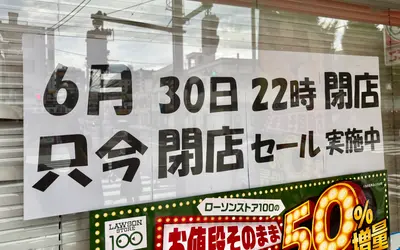 6月 30日 22時 閉店
只今 閉店 セール 実施中
ローソンストア100の
LAWSON
STORE
100
お値段そのまま
50%
増量